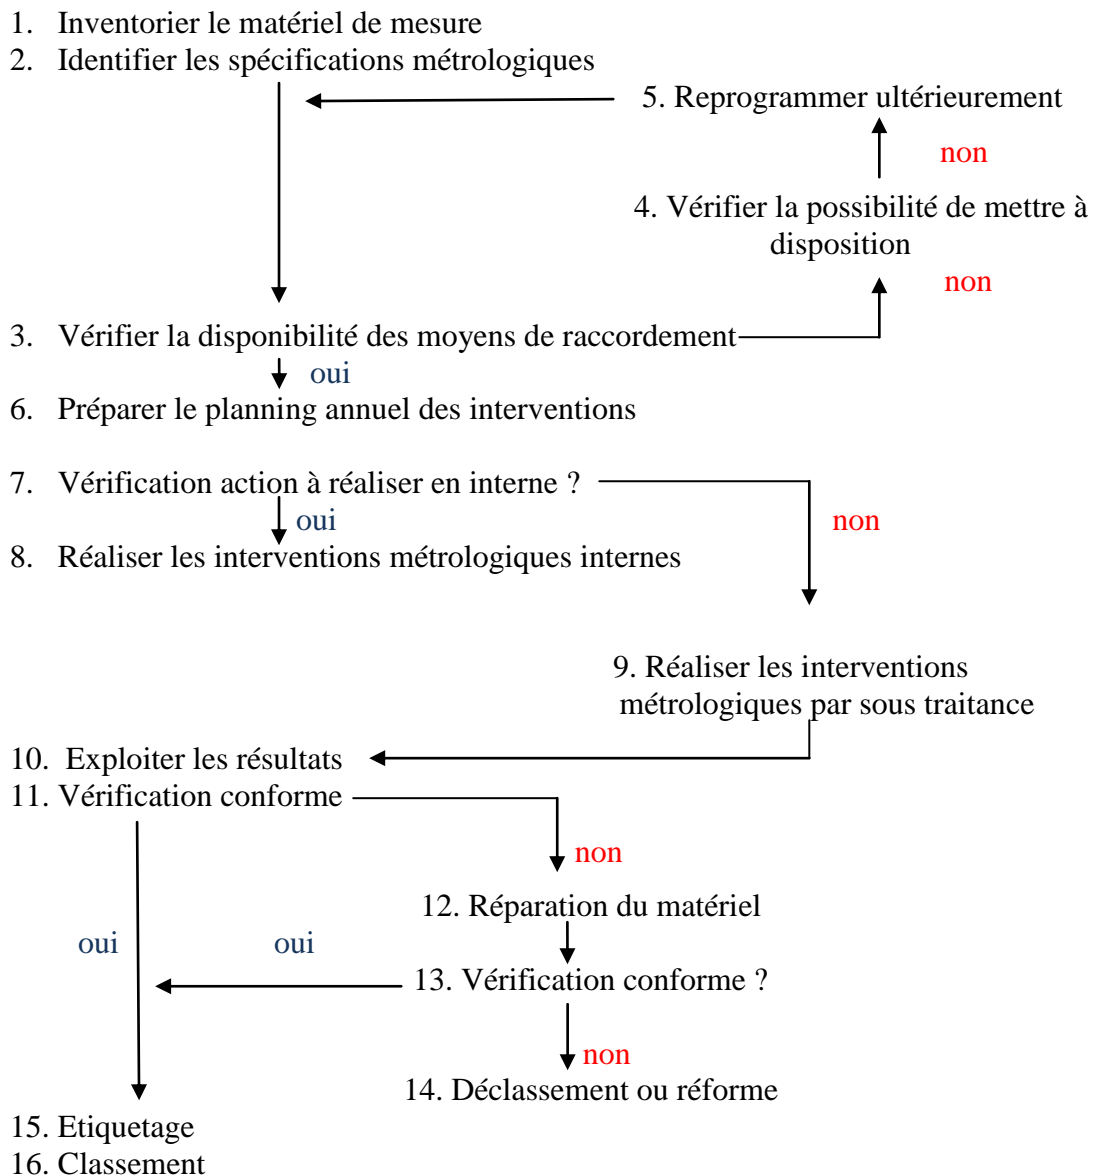 1. Inventorier le matériel de mesure
2. Identifier les spécifications métrologiques
5. Reprogrammer ultérieurement
non
4. Vérifier la possibilité de mettre à
disposition
non
3. Vérifier la disponibilité des moyens de raccordement
oui
6. Préparer le planning annuel des interventions
7. Vérification action à réaliser en interne ?
oui
non
8. Réaliser les interventions métrologiques internes
9. Réaliser les interventions
métrologiques par sous traitance
10. Exploiter les résultats
11. Vérification conforme
non
12. Réparation du matériel
oui
oui
13. Vérification conforme ?
non
14. Déclassement ou réforme
15. Etiquetage
16. Classement